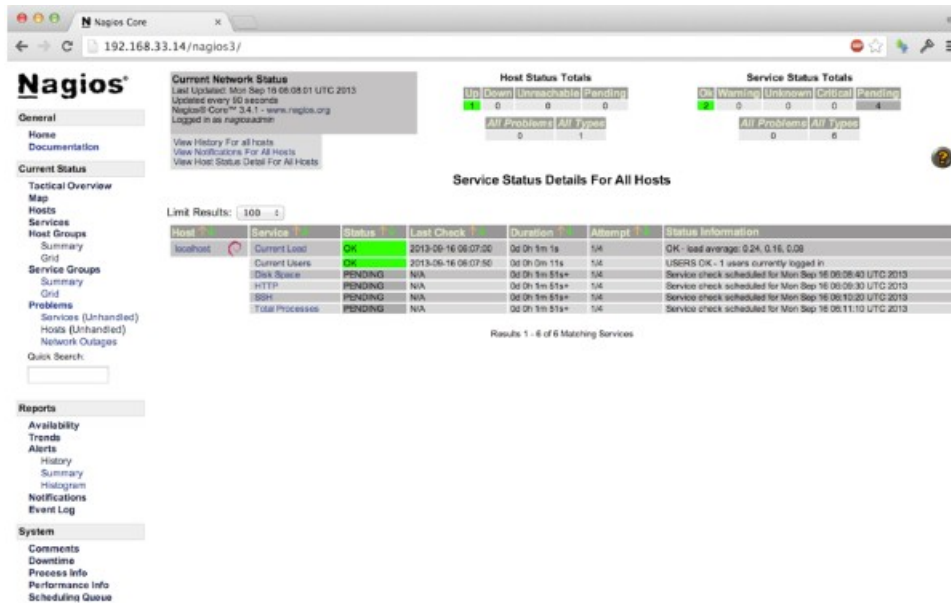 Nagios Core
192.168.33.14/nagios3/
Nagios®
General
Home
Documentation
Current Status
Tactical Overview
Map
Hosts
Services
Host Groups
Summary
Grid
Service Groups
Summary
Grid
Problems
Services (Unhandled)
Hosts (Unhandled)
Network Outages
Quick Search:
Reports
Availability
Trends
Alerts
History
Summary
Histogram
Notifications
Event Log
System
Comments
Downtime
Process Info
Performance Info
Scheduling Queue
Current Network Status
Last Updated: Mon Sep 16 06:08:01 UTC 2013
Updated every 90 seconds
Nagios® Core™ 3.4.1 - www.nagios.org
Logged in as nagiosadmin
View History For all hosts
View Notifications For All Hosts
View Host Status Detail For All Hosts
Host Status Totals
Up Down Unreachable Pending
1 0 0 0
All Problems All Types
0 1
Service Status Totals
Ok Warning Unknown Critical Pending
2 0 0 0 4
All Problems All Types
0 6
Service Status Details For All Hosts
Limit Results: 100
Host Service Status Last Check Duration Attempt Status Information
localhost Current Load OK 2013-09-16 06:07:00 0d 0h 1m 1s 1/4 OK - load average: 0.24, 0.16, 0.08
Current Users OK 2013-09-16 06:07:50 0d 0h 0m 11s 1/4 USERS OK - 1 users currently logged in
Disk Space PENDING N/A 0d 0h 1m 51s+ 1/4 Service check scheduled for Mon Sep 16 06:08:40 UTC 2013
HTTP PENDING N/A 0d 0h 1m 51s+ 1/4 Service check scheduled for Mon Sep 16 06:09:30 UTC 2013
SSH PENDING N/A 0d 0h 1m 51s+ 1/4 Service check scheduled for Mon Sep 16 06:10:20 UTC 2013
Total Processes PENDING N/A 0d 0h 1m 51s+ 1/4 Service check scheduled for Mon Sep 16 06:11:10 UTC 2013
Results 1 - 6 of 6 Matching Services